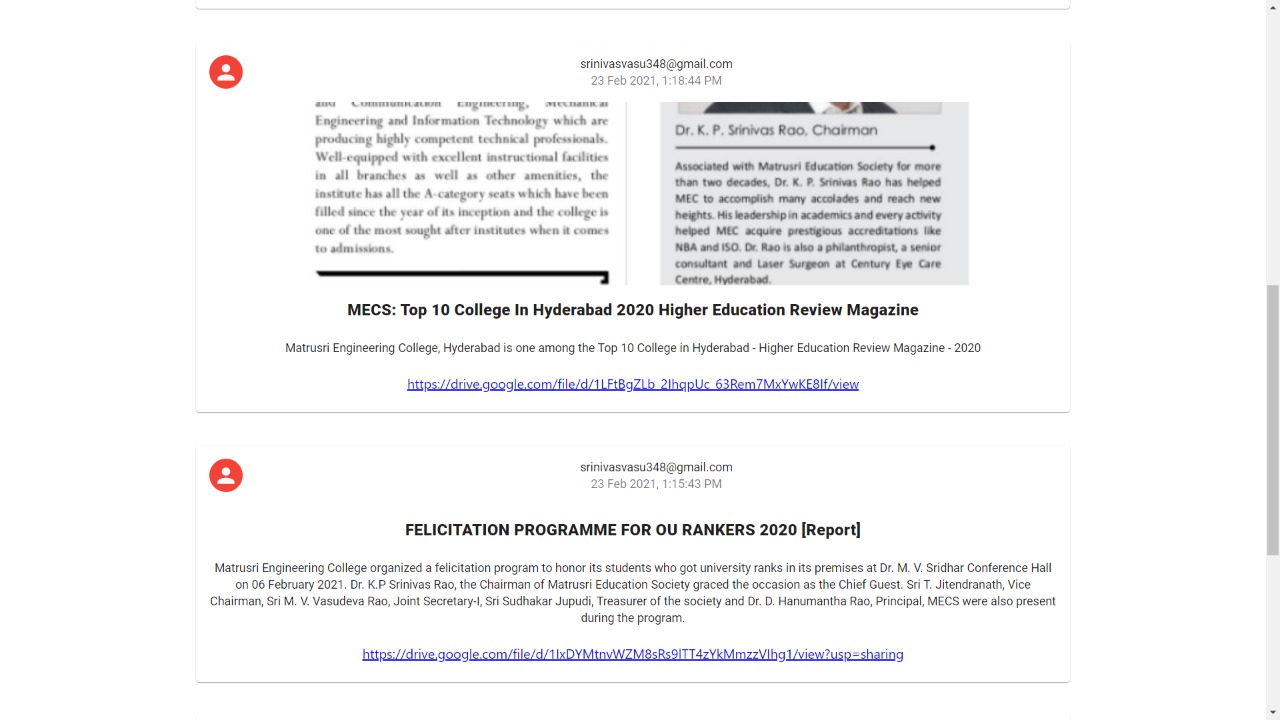 srinivasvasu348@gmail.com
23 Feb 2021, 1:18:44 PM
and Communication Engineering, Mechanical
Engineering and Information Technology which are
producing highly competent technical professionals.
Well-equipped with excellent instructional facilities
in all branches as well as other amenities, the
institute has all the A-category seats which have been
filled since the year of its inception and the college is
one of the most sought after institutes when it comes
to admissions.
Dr. K. P. Srinivas Rao, Chairman
Associated with Matrusri Education Society for more
than two decades, Dr. K. P. Srinivas Rao has helped
MEC to accomplish many accolades and reach new
heights. His leadership in academics and every activity
helped MEC acquire prestigious accreditations like
NBA and ISO. Dr. Rao is also a philanthropist, a senior
consultant and Laser Surgeon at Century Eye Care
Centre, Hyderabad.
MECS: Top 10 College In Hyderabad 2020 Higher Education Review Magazine
Matrusri Engineering College, Hyderabad is one among the Top 10 College in Hyderabad - Higher Education Review Magazine - 2020
https://drive.google.com/file/d/1LFtBgZLb_2IhqpUc_63Rem7MxYwKE8If/view
srinivasvasu348@gmail.com
23 Feb 2021, 1:15:43 PM
FELICITATION PROGRAMME FOR OU RANKERS 2020 [Report]
Matrusri Engineering College organized a felicitation program to honor its students who got university ranks in its premises at Dr. M. V. Sridhar Conference Hall
on 06 February 2021. Dr. K.P Srinivas Rao, the Chairman of Matrusri Education Society graced the occasion as the Chief Guest. Sri T. Jitendranath, Vice
Chairman, Sri M. V. Vasudeva Rao, Joint Secretary-I, Sri Sudhakar Jupudi, Treasurer of the society and Dr. D. Hanumantha Rao, Principal, MECS were also present
during the program.
https://drive.google.com/file/d/1IxDYMtnvWZM8sRs9lTT4zYkMmzzVIhg1/view?usp=sharing